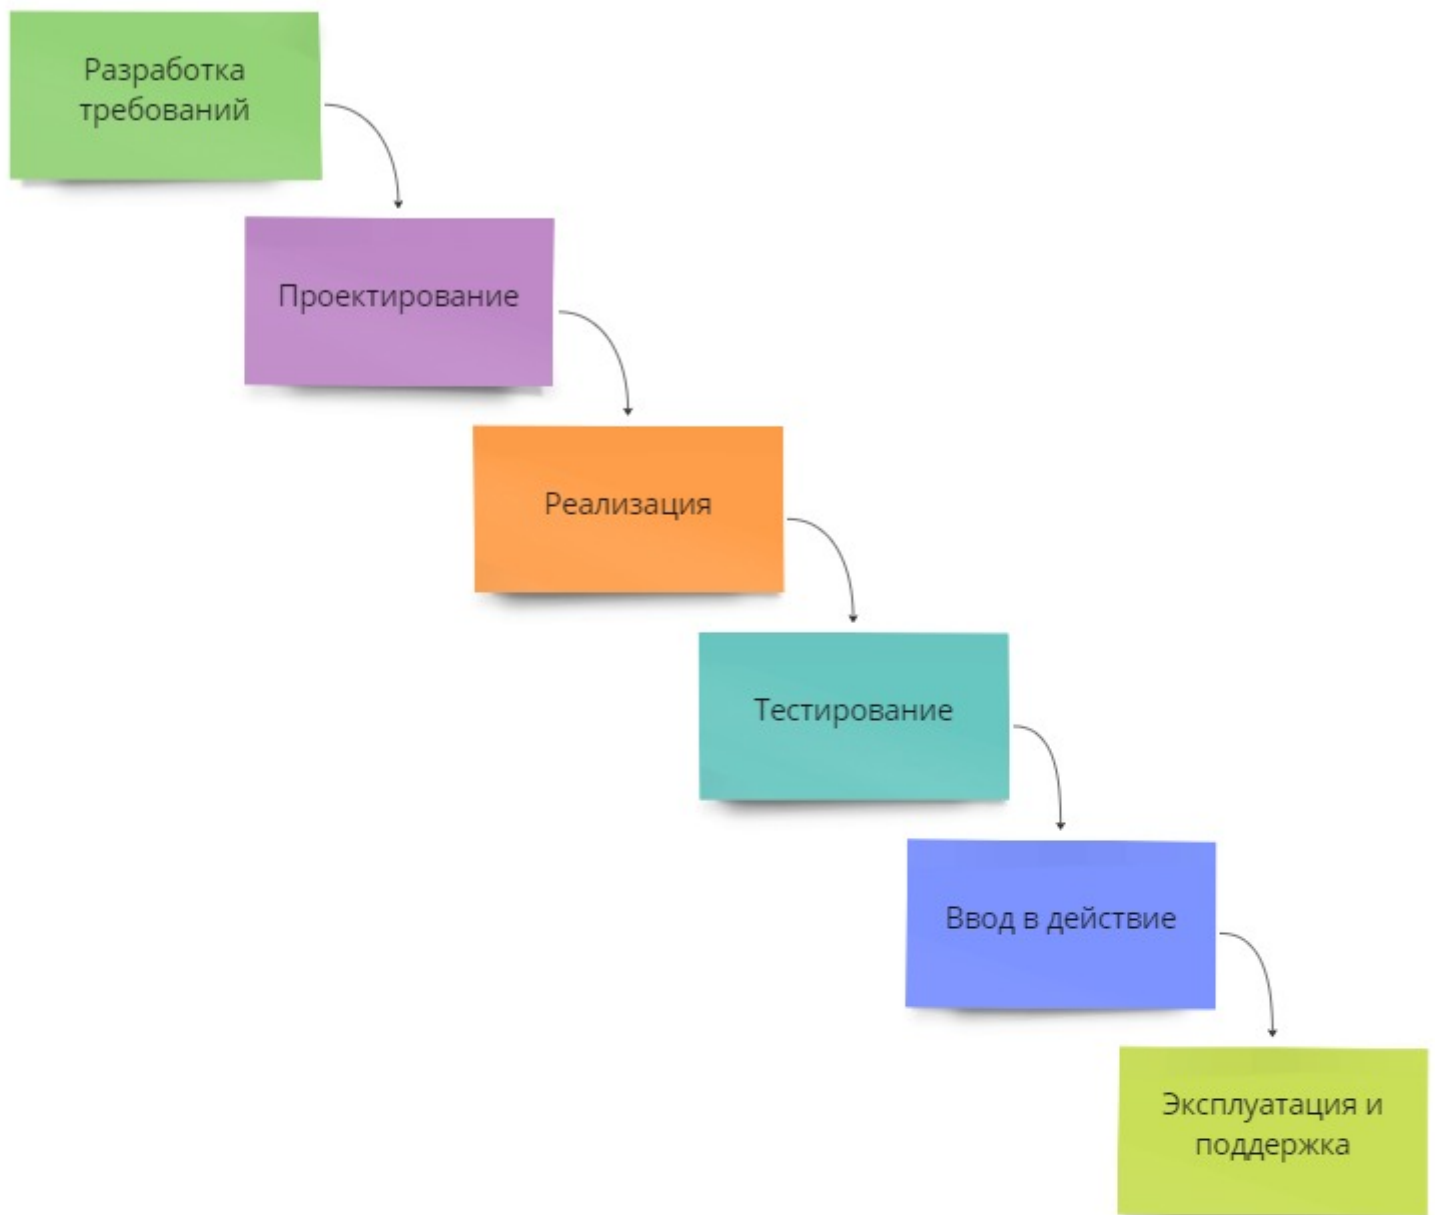 Разработка
требований
Проектирование
Реализация
Тестирование
Ввод в действие
Эксплуатация и
поддержка